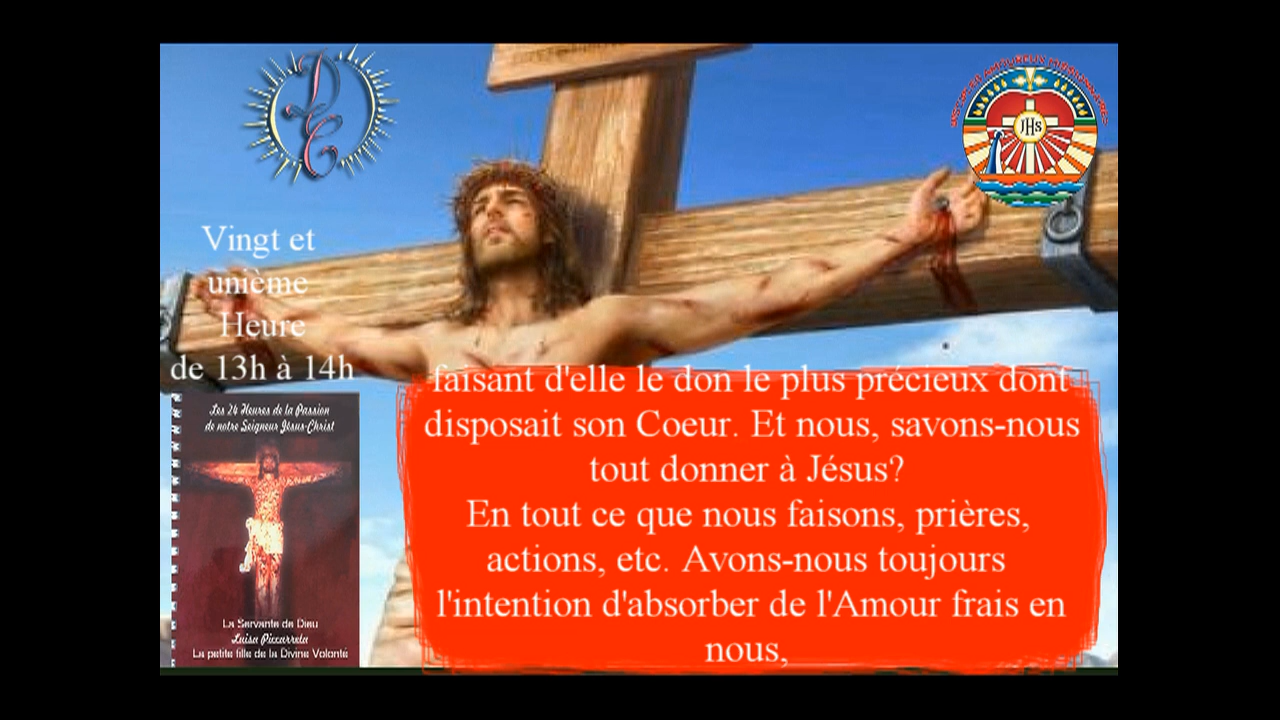 JHS
Vingt et
unième
Heure
de 13h à 14h
Les 24 Heures de la Passion
de notre Seigneur Jésus-Christ
La Servante de Dieu
Luisa Piccarreta
La petite fille de la Divine Volonté
faisant d'elle le don le plus précieux dont
disposait son Coeur. Et nous, savons-nous
tout donner à Jésus?
En tout ce que nous faisons, prières,
actions, etc. Avons-nous toujours
l'intention d'absorber de l'Amour frais en
nous,